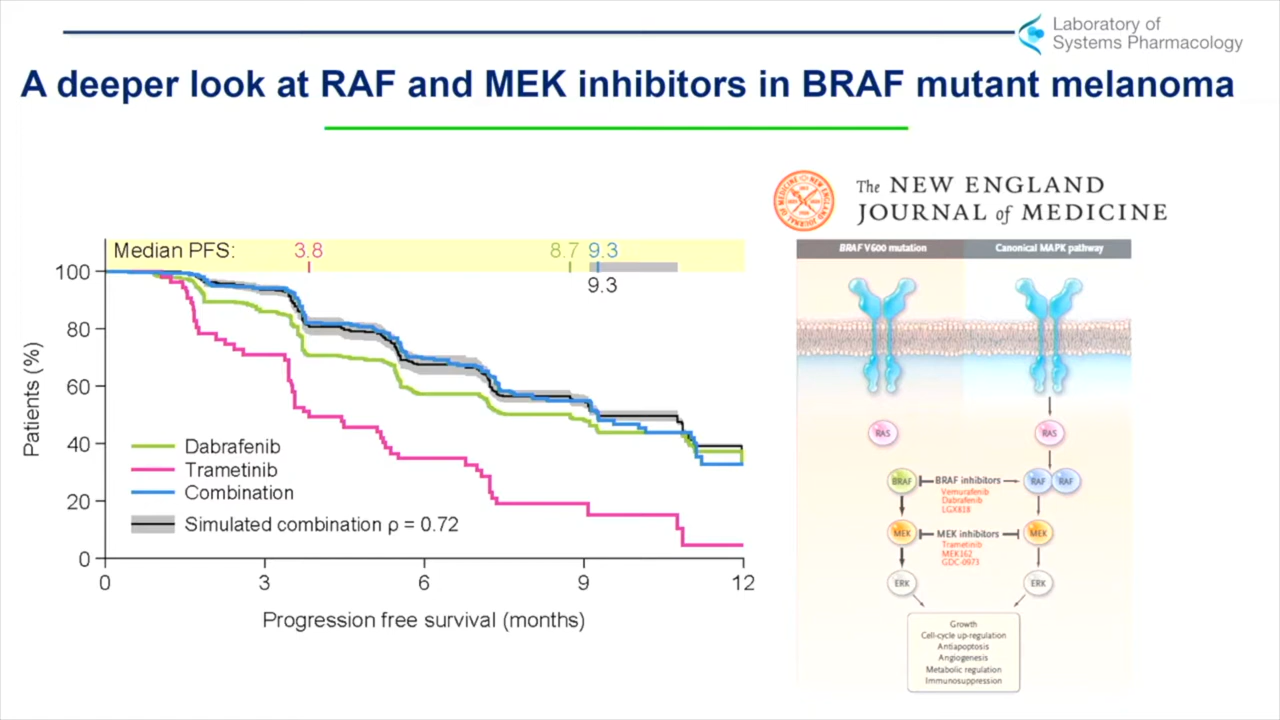 Laboratory of
Systems Pharmacology
A deeper look at RAF and MEK inhibitors in BRAF mutant melanoma
The NEW ENGLAND
JOURNAL of MEDICINE
Median PFS:
3.8
8.7
9.3
9.3
100
80
60
40
20
0
Patients (%)
Dabrafenib
Trametinib
Combination
Simulated combination ρ = 0.72
0
3
6
9
12
Progression free survival (months)
BRAF V600 mutation
Canonical MAPK pathway
RAS
RAS
BRAF
BRAF inhibitors
Vemurafenib
Dabrafenib
LGX818
RAF
RAF
MEK
MEK inhibitors
Trametinib
MEK162
GDC-0973
MEK
ERK
ERK
Growth
Cell-cycle up-regulation
Antiapoptosis
Angiogenesis
Metabolic regulation
Immunosuppression